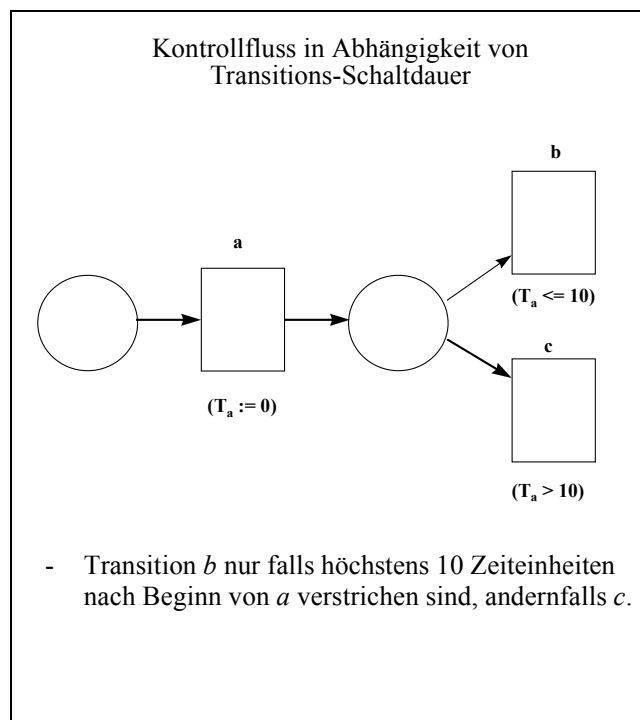 Kontrollfluss in Abhängigkeit von
Transitions-Schaltdauer
b
a
(Ta <= 10)
c
(Ta := 0)
(Ta > 10)
- Transition b nur falls höchstens 10 Zeiteinheiten
nach Beginn von a verstrichen sind, andernfalls c.